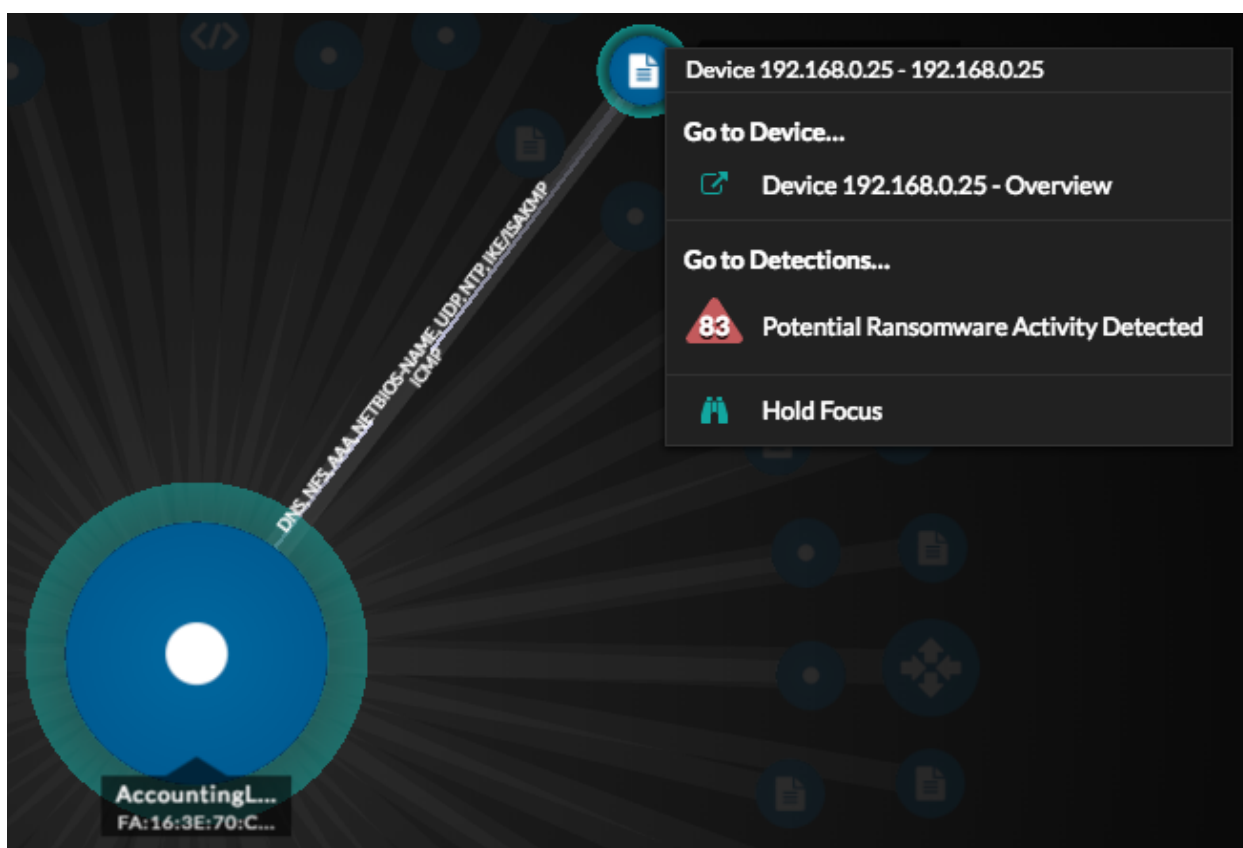 </>
Device 192.168.0.25 - 192.168.0.25
Go to Device...
Device 192.168.0.25 - Overview
Go to Detections...
83 Potential Ransomware Activity Detected
Hold Focus
DNS, NFS, AAA, NETBIOS-NAME, UDP, NTP, IKE/ISAKMP
ICMP
AccountingL...
FA:16:3E:70:C...